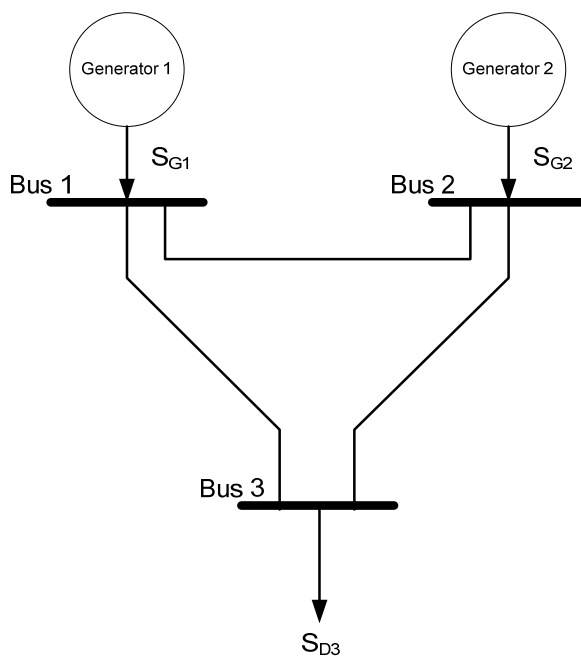 Generator 1
Generator 2
SG1
SG2
Bus 1
Bus 2
Bus 3
SD3